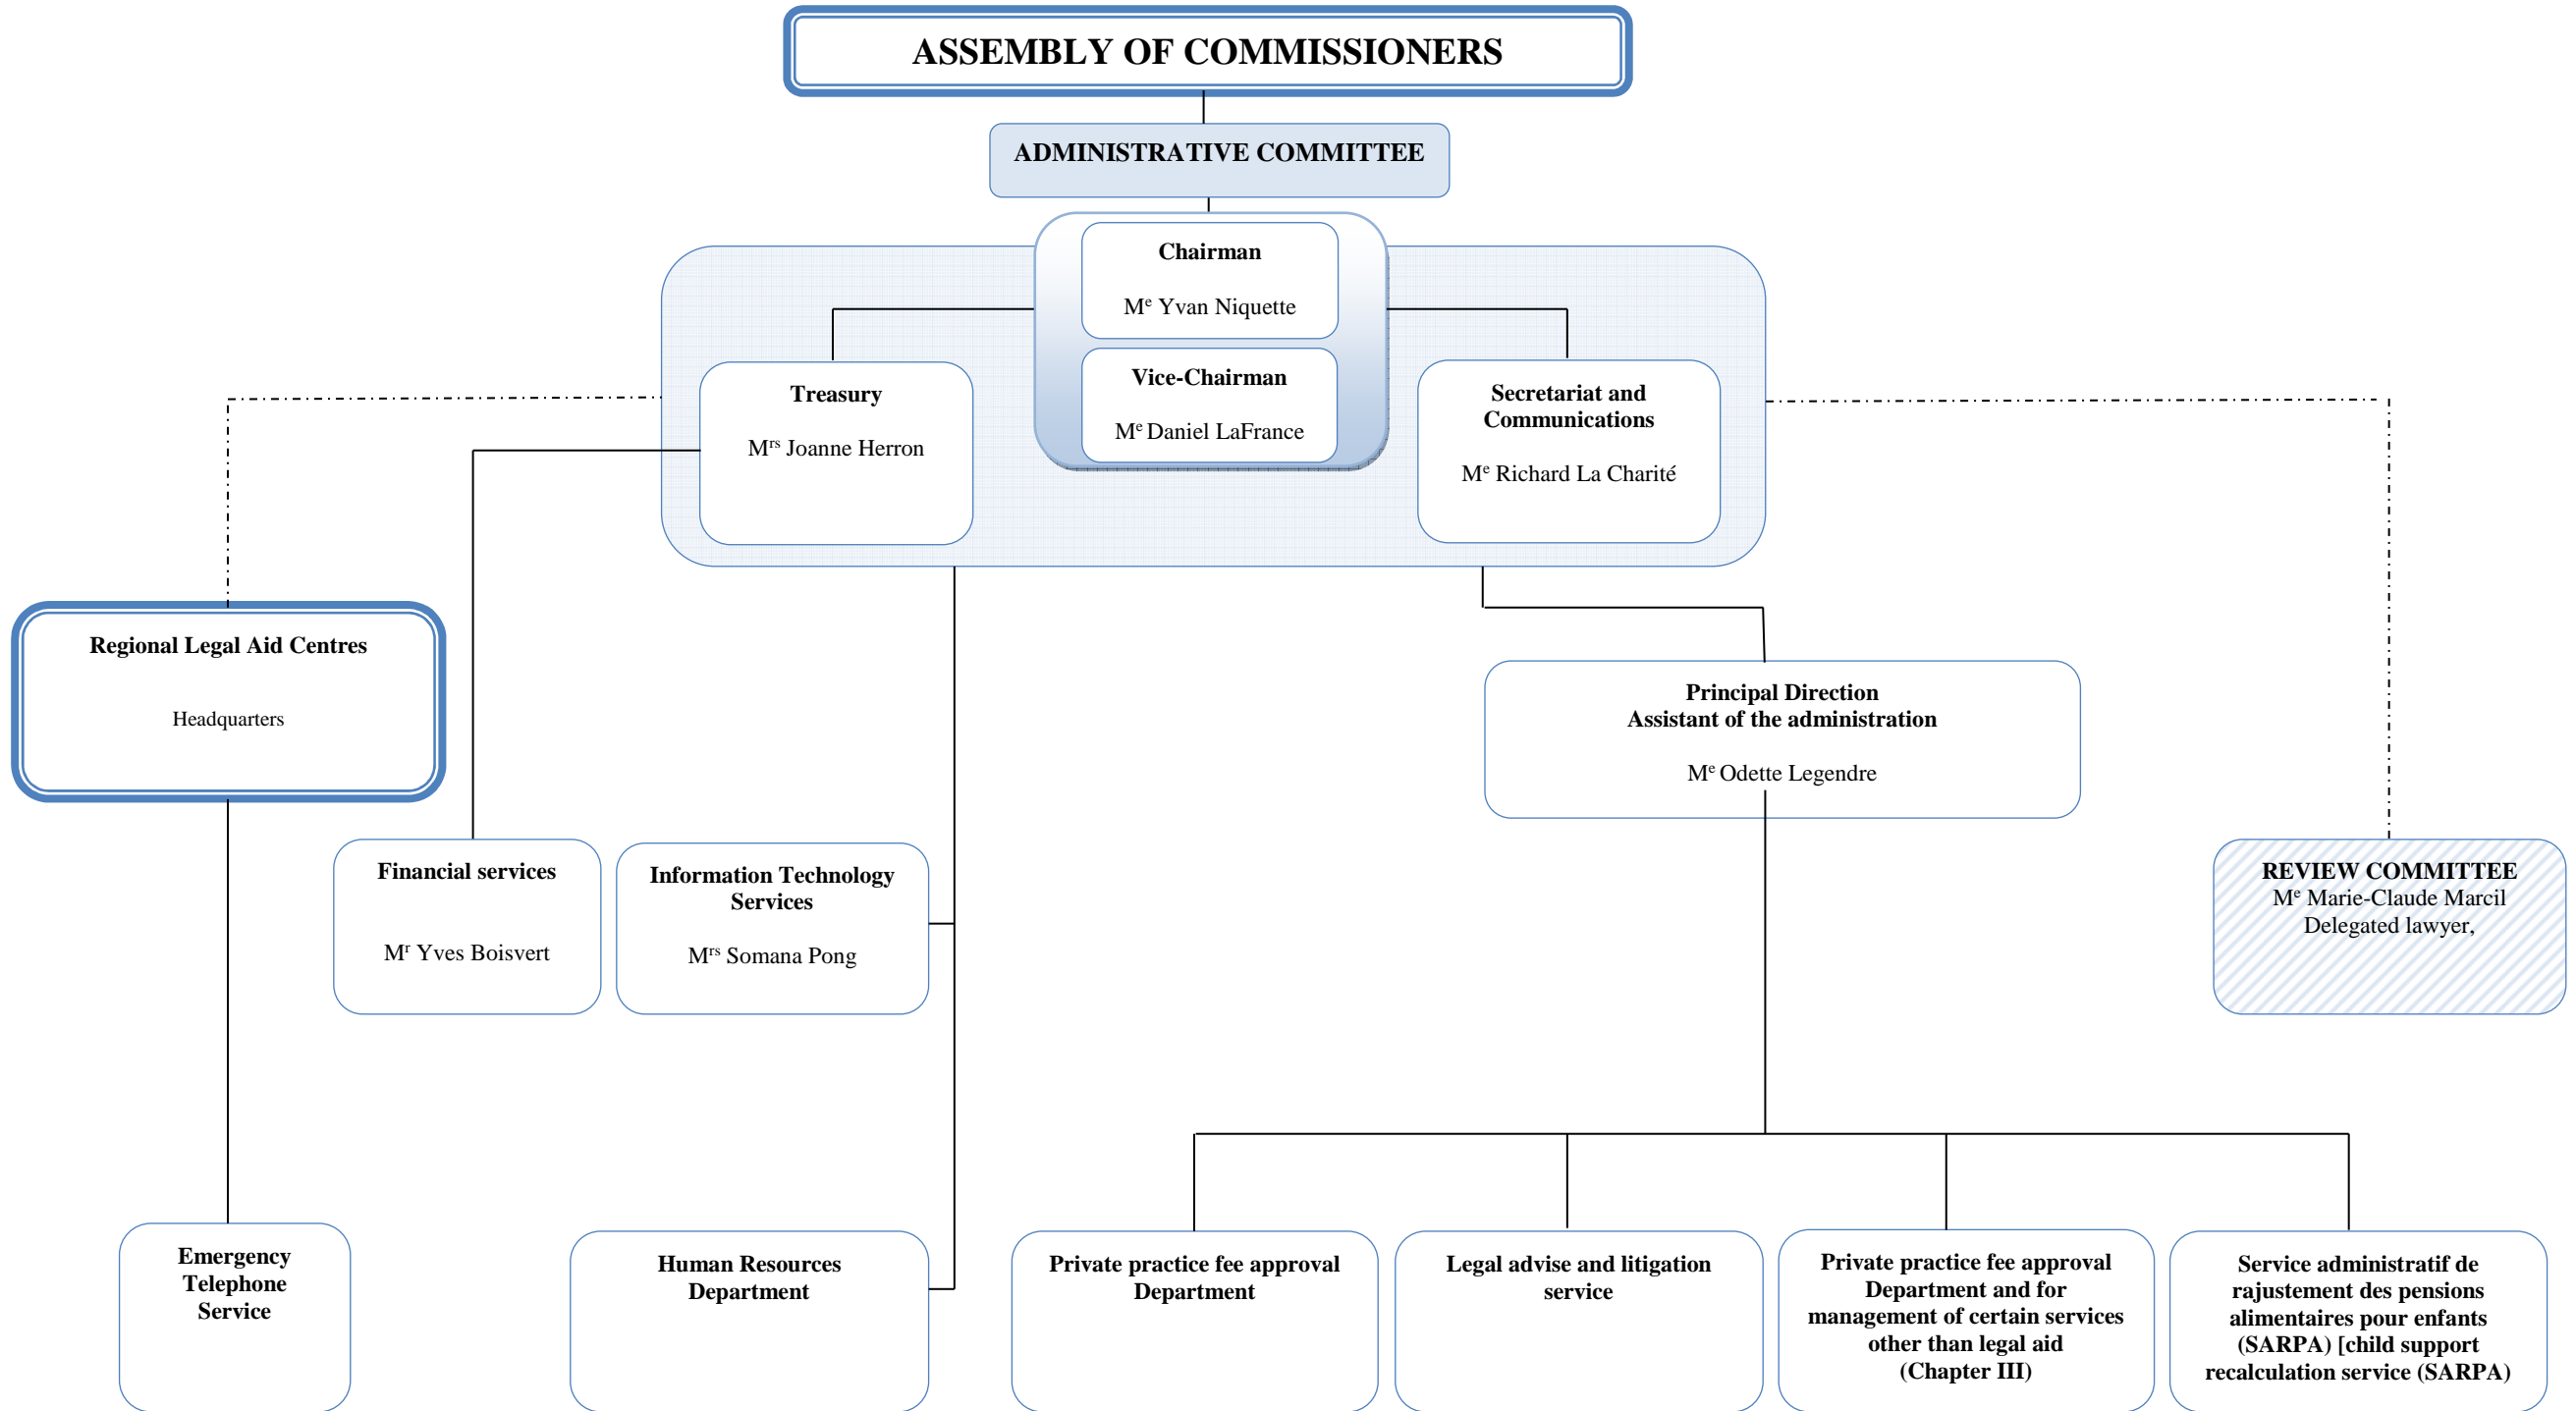 ASSEMBLY OF COMMISSIONERS
ADMINISTRATIVE COMMITTEE
Chairman
Me Yvan Niquette
Vice-Chairman
Me Daniel LaFrance
Treasury
Mrs Joanne Herron
Secretariat and
Communications
Me Richard La Charité
Regional Legal Aid Centres
Headquarters
Principal Direction
Assistant of the administration
Me Odette Legendre
Financial services
Mr Yves Boisvert
Information Technology
Services
Mrs Somana Pong
REVIEW COMMITTEE
Me Marie-Claude Marcil
Delegated lawyer,
Emergency
Telephone
Service
Human Resources
Department
Private practice fee approval
Department
Legal advise and litigation
service
Private practice fee approval
Department and for
management of certain services
other than legal aid
(Chapter III)
Service administratif de
rajustement des pensions
alimentaires pour enfants
(SARPA) [child support
recalculation service (SARPA)